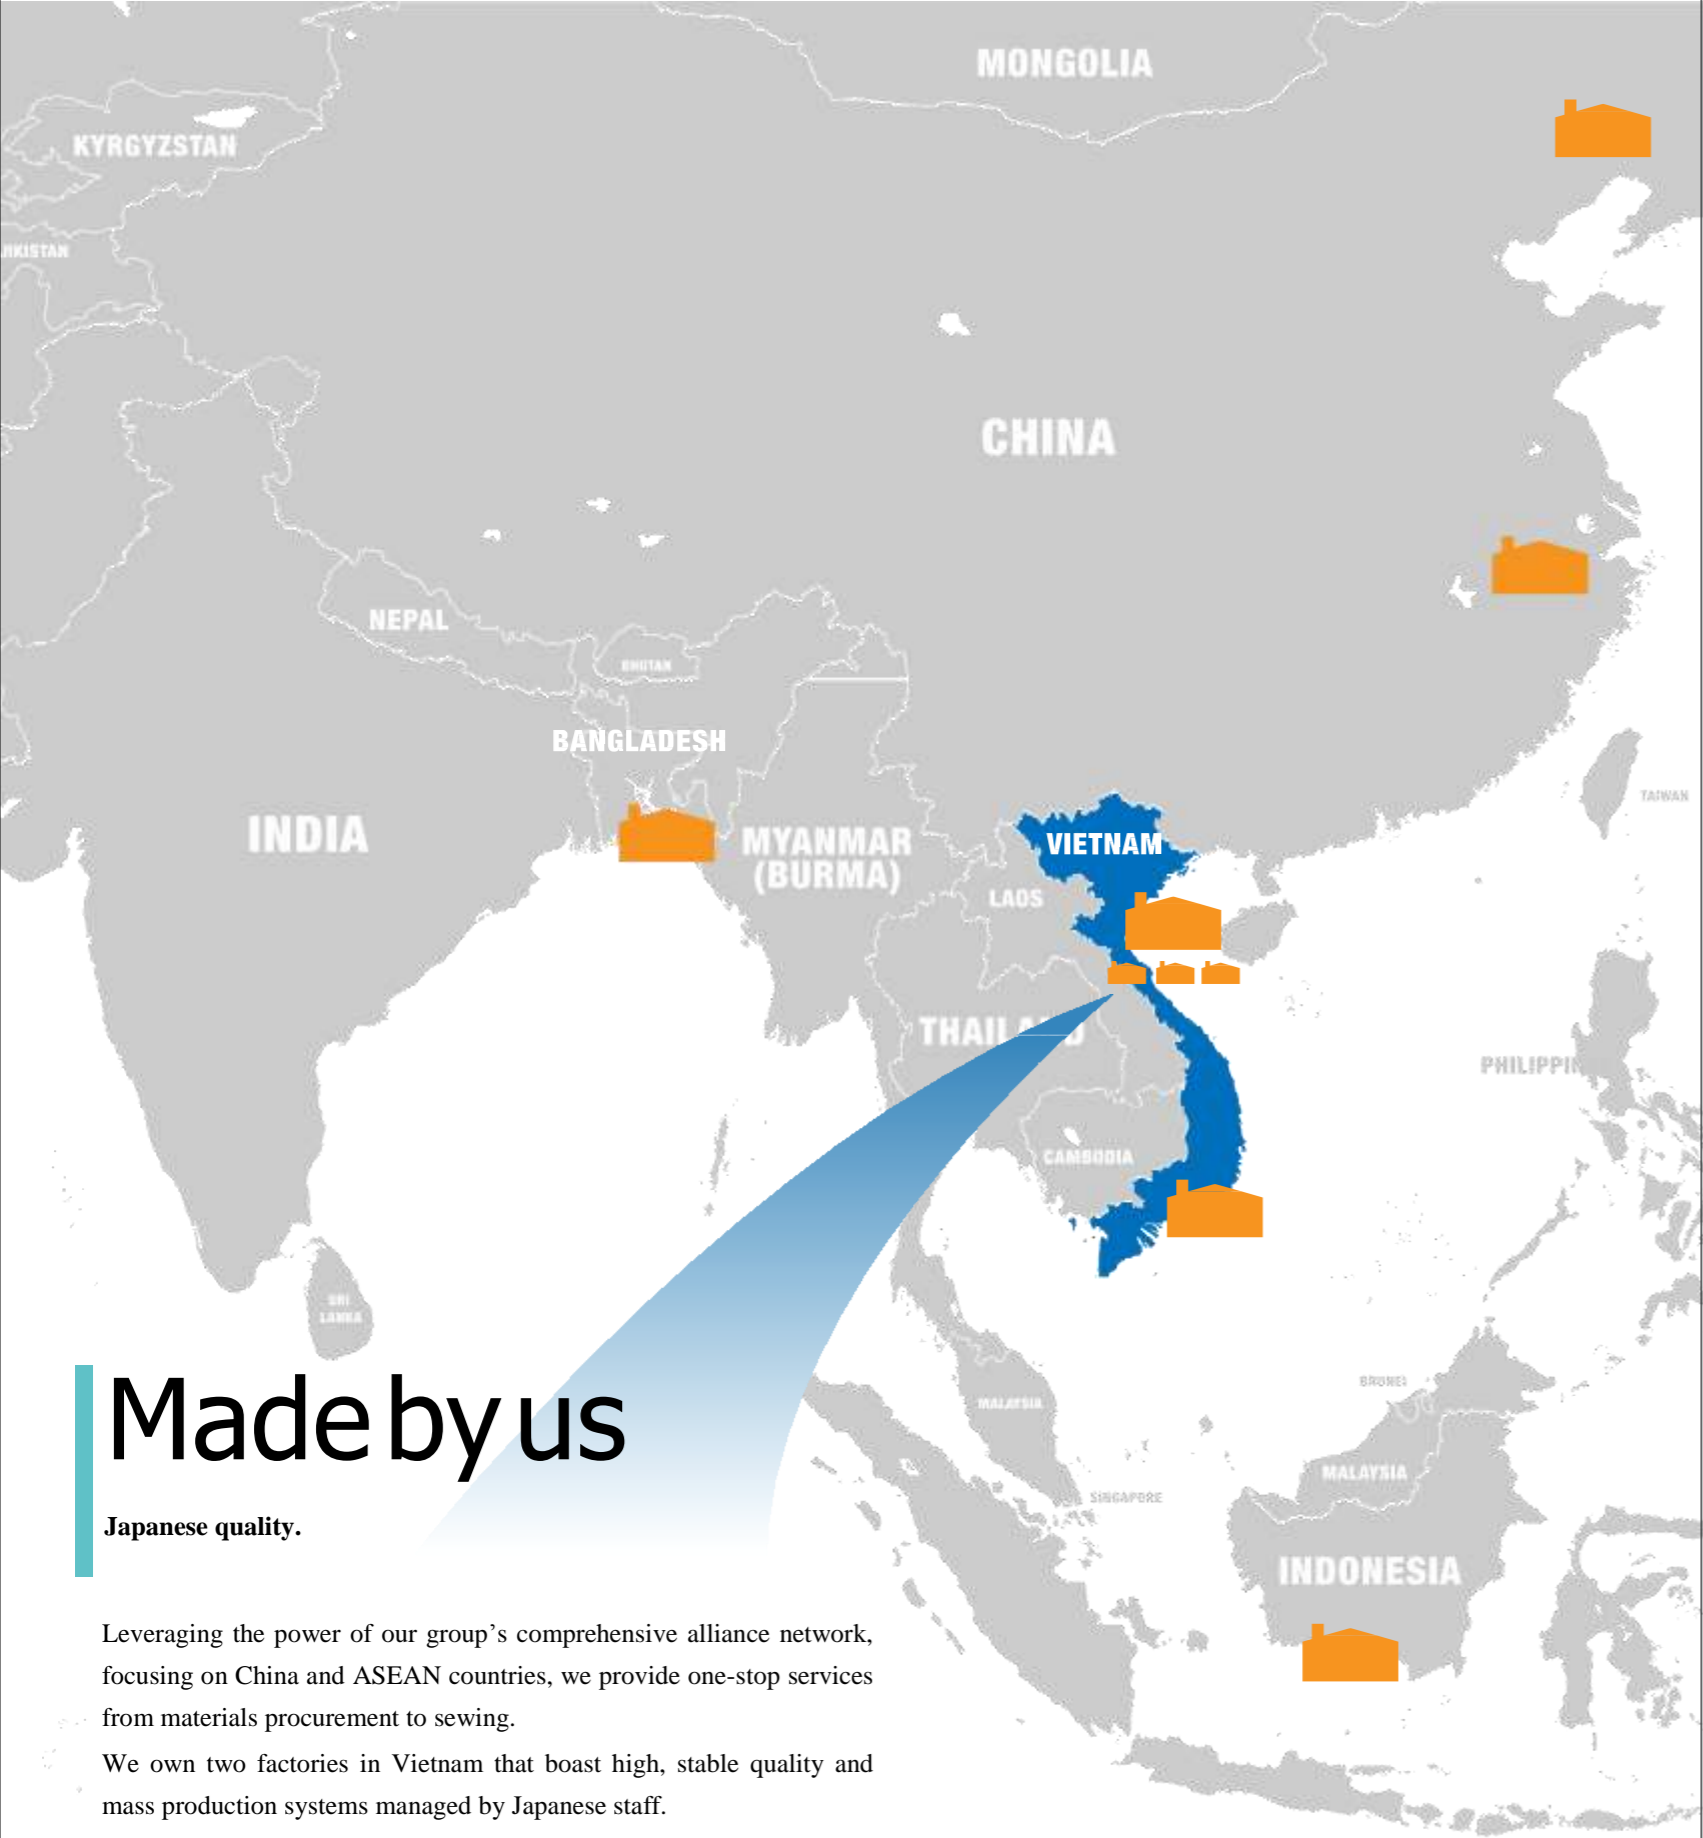 MONGOLIA
KYRGYZSTAN
JIKISTAN
CHINA
NEPAL
BHUTAN
BANGLADESH
TAIWAN
INDIA
MYANMAR
(BURMA)
VIETNAM
LAOS
THAILAND
PHILIPPIN
CAMBODIA
SRI
LANKA
Made by us
BRUNEI
MALAYSIA
MALAYSIA
SINGAPORE
Japanese quality.
INDONESIA
Leveraging the power of our group’s comprehensive alliance network,
focusing on China and ASEAN countries, we provide one-stop services
from materials procurement to sewing.
We own two factories in Vietnam that boast high, stable quality and
mass production systems managed by Japanese staff.